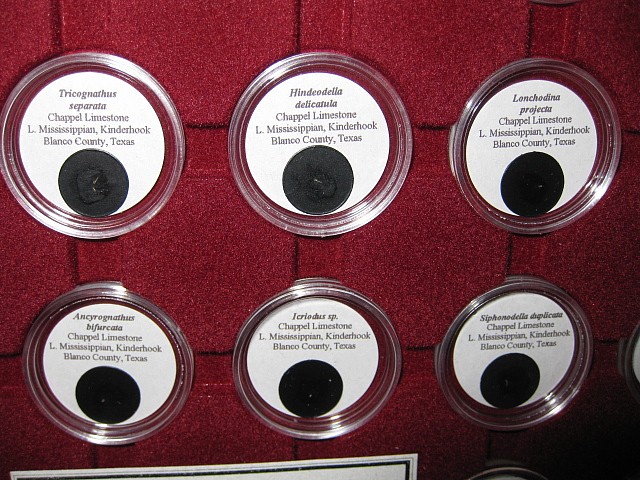 Tricognathus
separata
Chappel Limestone
L. Mississippian, Kinderhook
Blanco County, Texas
Hindeodella
delicatula
Chappel Limestone
L. Mississippian, Kinderhook
Blanco County, Texas
Lonchodina
projecta
Chappel Limestone
L. Mississippian, Kinderhook
Blanco County, Texas
Ancyrognathus
bifurcata
Chappel Limestone
L. Mississippian, Kinderhook
Blanco County, Texas
Icriodus sp.
Chappel Limestone
L. Mississippian, Kinderhook
Blanco County, Texas
Siphonodella duplicata
Chappel Limestone
L. Mississippian, Kinderhook
Blanco County, Texas